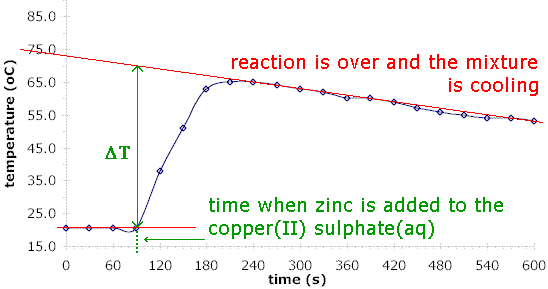 85.0
75.0
65.0
55.0
45.0
35.0
25.0
15.0
temperature (oC)
reaction is over and the mixture
is cooling
ΔT
time when zinc is added to the
copper(II) sulphate(aq)
0 60 120 180 240 300 360 420 480 540 600
time (s)